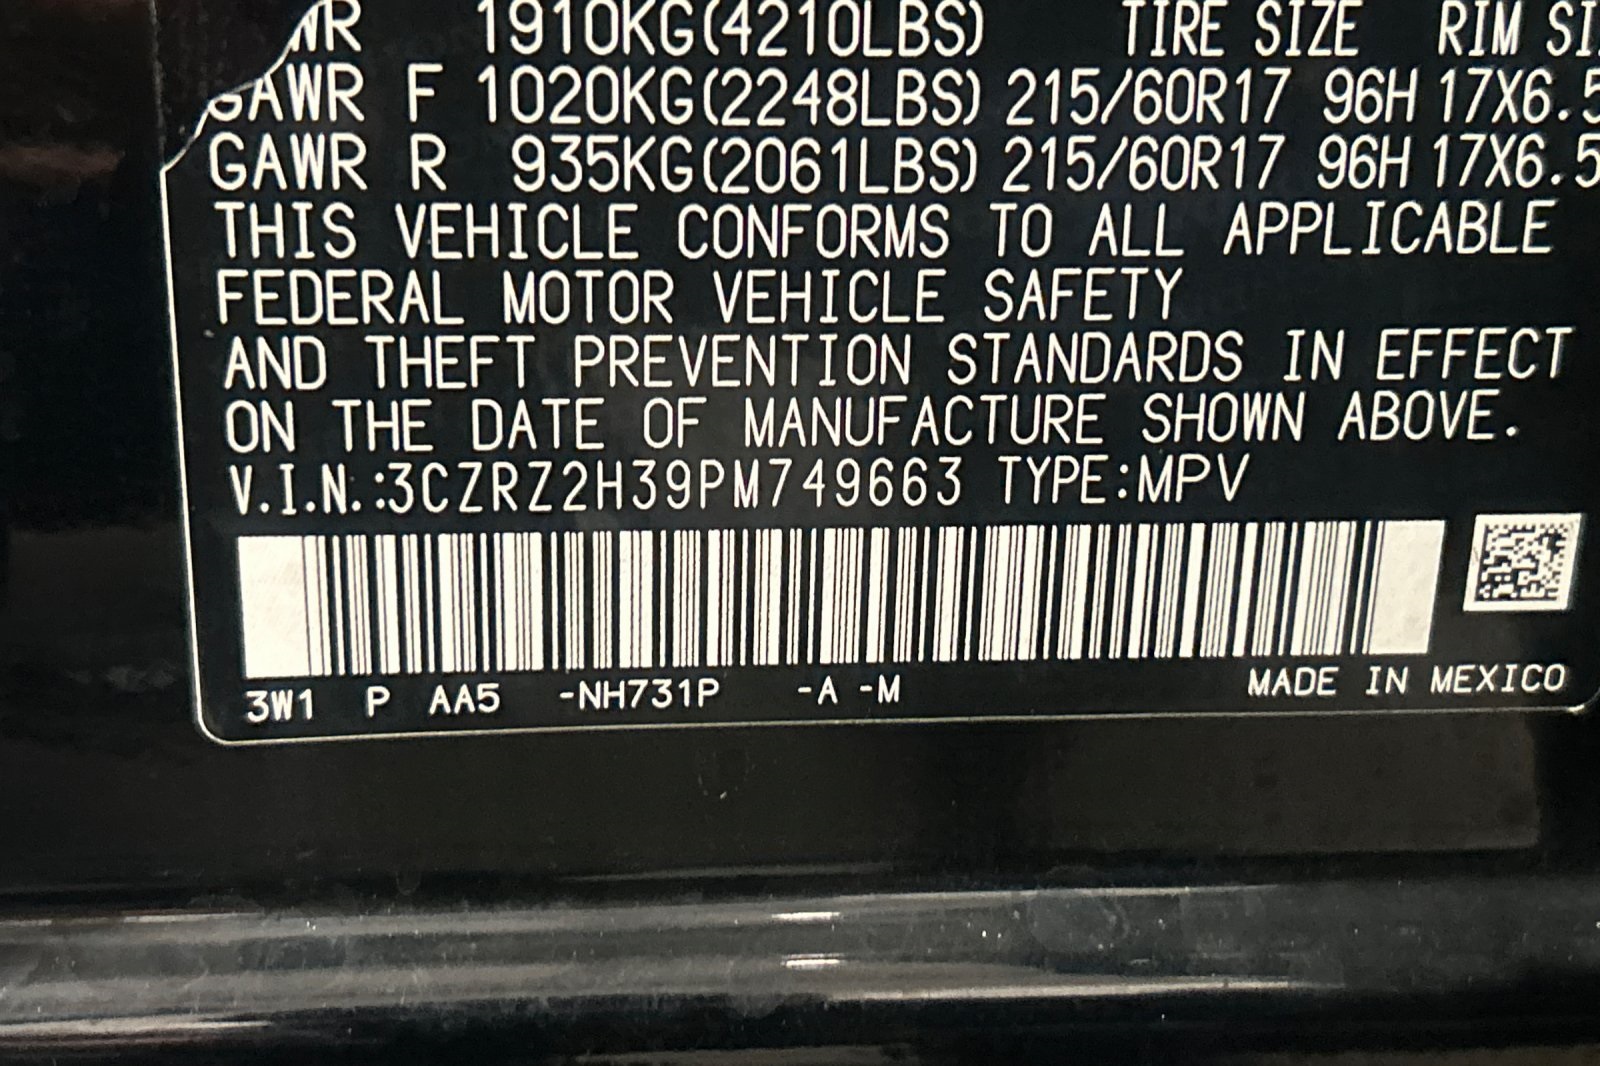 WR 1910KG(4210LBS) TIRE SIZE RIM SI
GAWR F 1020KG(2248LBS) 215/60R17 96H 17X6.5
GAWR R 935KG(2061LBS) 215/60R17 96H 17X6.5
THIS VEHICLE CONFORMS TO ALL APPLICABLE
FEDERAL MOTOR VEHICLE SAFETY
AND THEFT PREVENTION STANDARDS IN EFFECT
ON THE DATE OF MANUFACTURE SHOWN ABOVE.
V.I.N.:3CZRZ2H39PM749663 TYPE:MPV
3W1 P AA5 -NH731P -A -M MADE IN MEXICO